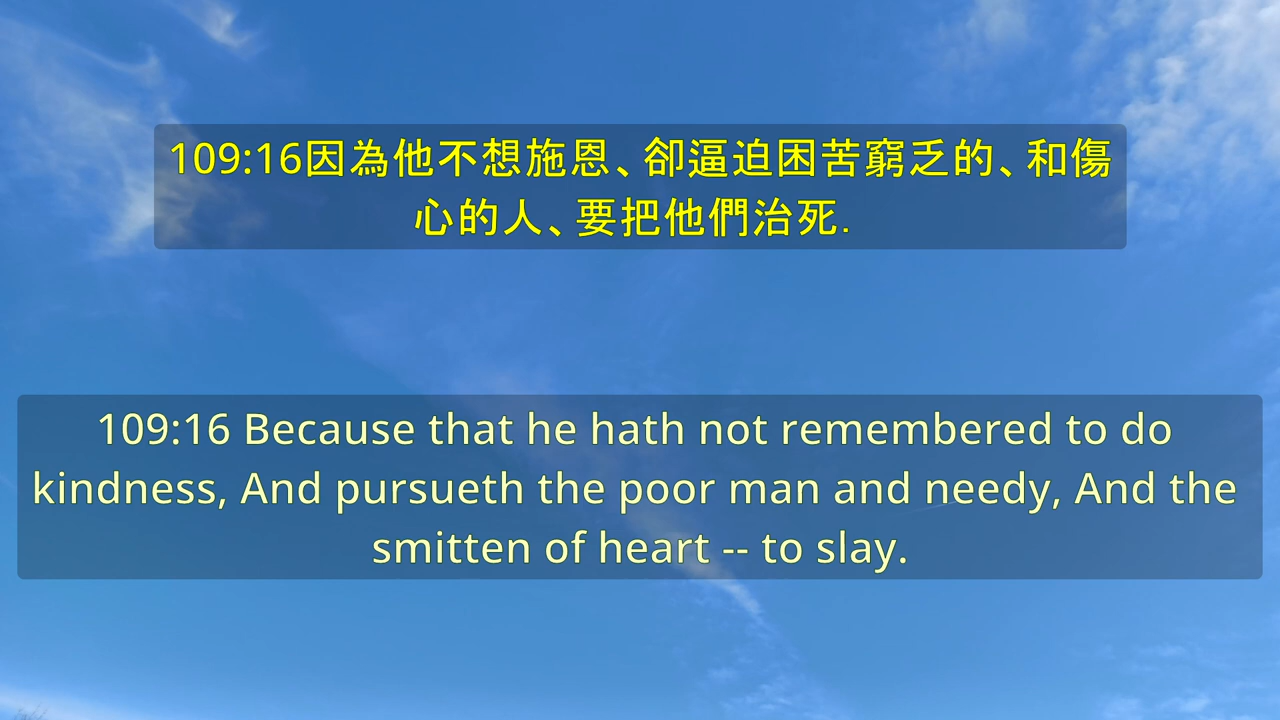 109:16因為他不想施恩、卻逼迫困苦窮乏的、和傷
心的人、要把他們治死.
109:16 Because that he hath not remembered to do
kindness, And pursueth the poor man and needy, And the
smitten of heart -- to slay.